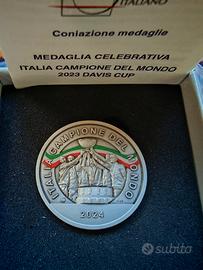 ITALIANO
Coniazione medaglie
MEDAGLIA CELEBRATIVA
ITALIA CAMPIONE DEL MONDO
2023 DAVIS CUP
ITALIA CAMPIONE DEL MONDO
2024
subito